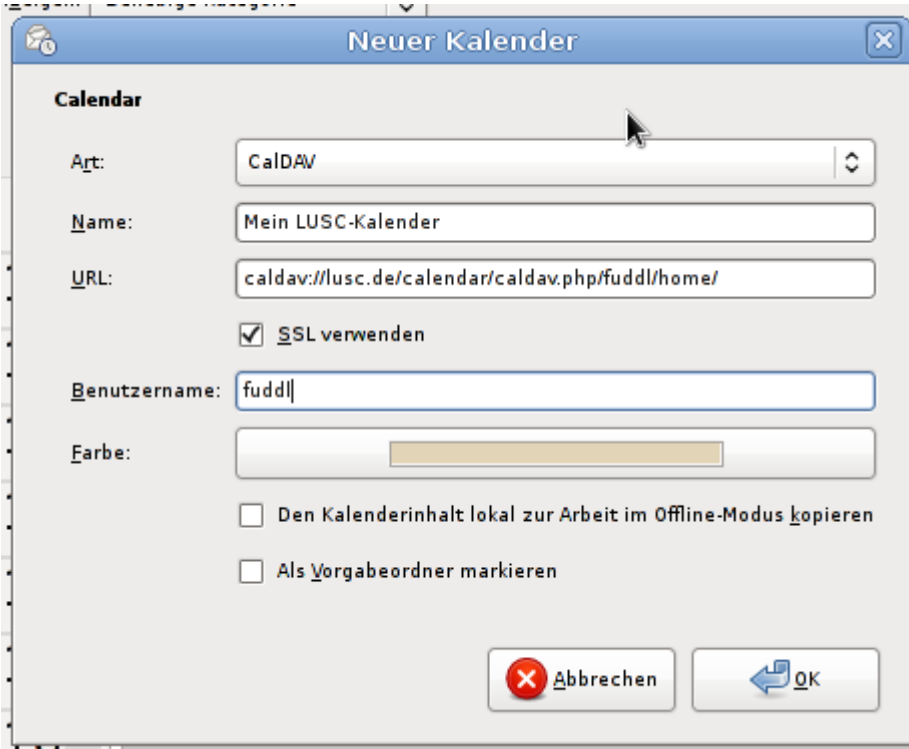 Neuer Kalender
Calendar
Art: CalDAV
Name: Mein LUSC-Kalender
URL: caldav://lusc.de/calendar/caldav.php/fuddl/home/
SSL verwenden
Benutzername: fuddl
Farbe:
Den Kalenderinhalt lokal zur Arbeit im Offline-Modus kopieren
Als Vorgabeordner markieren
Abbrechen OK